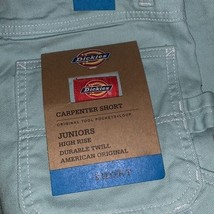 Dickies
Dickies
CARPENTER SHORT
JUNIORS
HIGH RISE
DURABLE TWILL
AMERICAN ORIGINAL